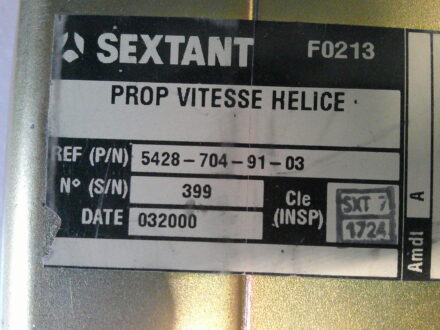 SEXTANT F0213
PROP VITESSE HELICE
REF (P/N) 5428-704-91-03
N° (S/N) 399
DATE 032000
Cle (INSP)
SXT 7
1724
Amdt A